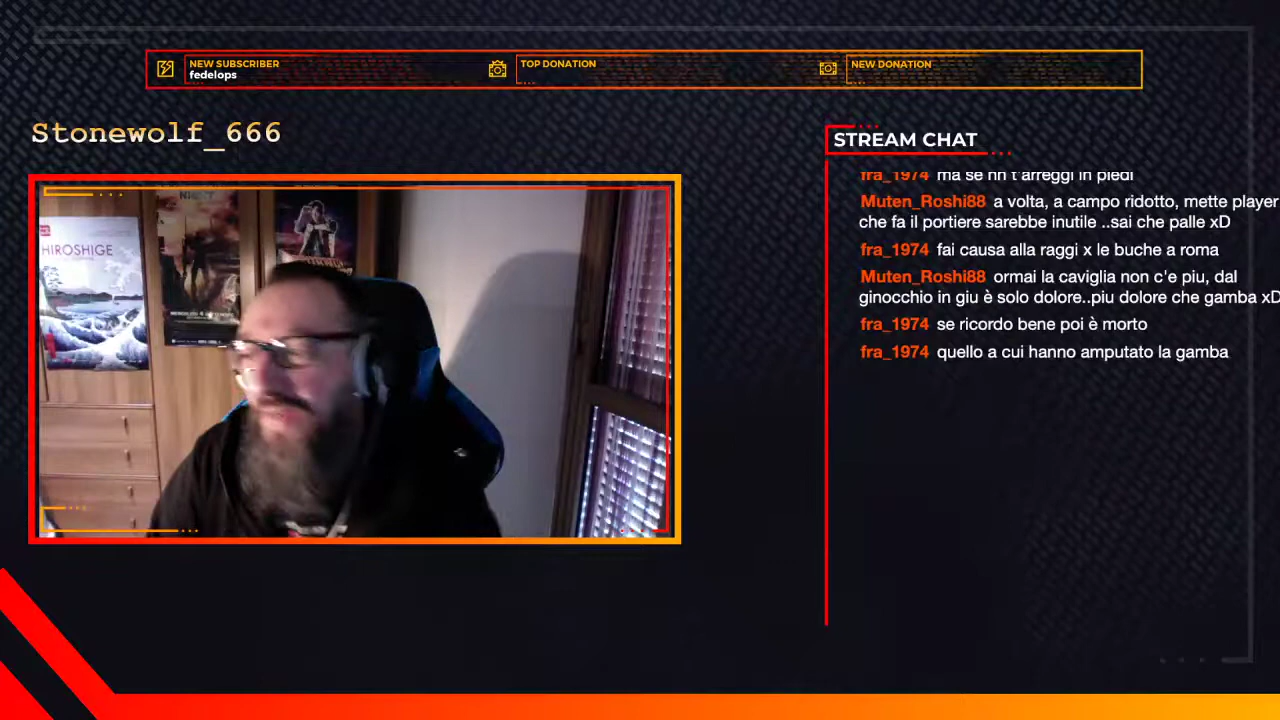 NEW SUBSCRIBER
fedelops
TOP DONATION
NEW DONATION
Stonewolf_666
STREAM CHAT
fra_1974 ma se nn t'arreggi in piedi
Muten_Roshi88 a volta, a campo ridotto, mette player
che fa il portiere sarebbe inutile ..sai che palle xD
fra_1974 fai causa alla raggi x le buche a roma
Muten_Roshi88 ormai la caviglia non c'e piu, dal
ginocchio in giu è solo dolore..piu dolore che gamba xD
fra_1974 se ricordo bene poi è morto
fra_1974 quello a cui hanno amputato la gamba
HIROSHIGE